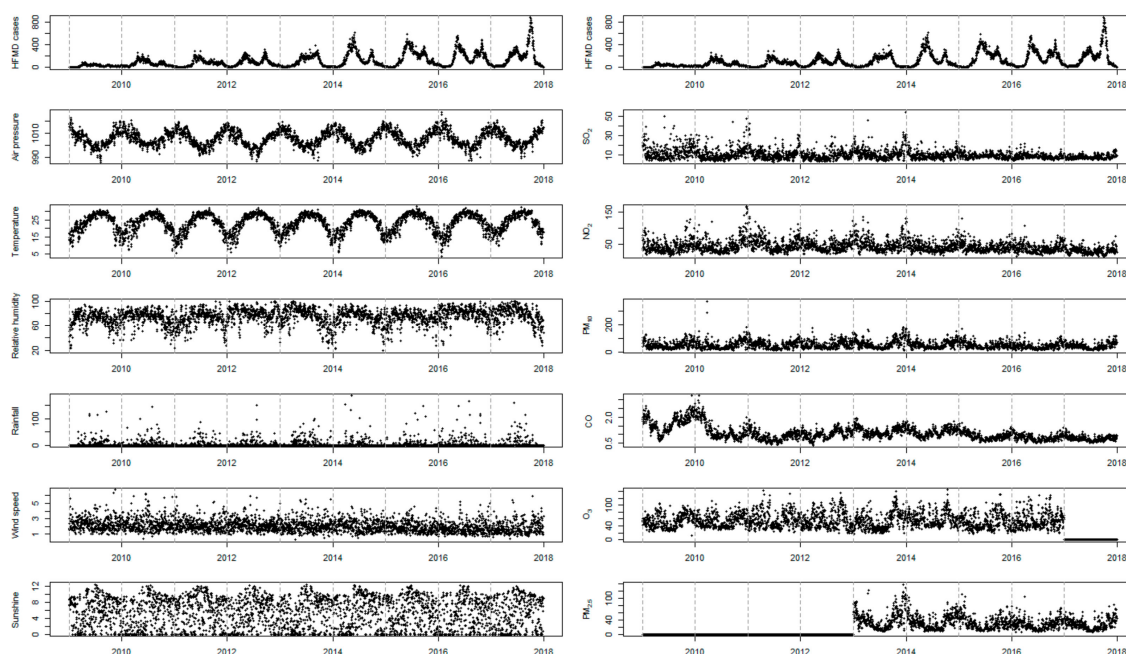 HFMD cases
0 400 800
2010 2012 2014 2016 2018
Air pressure
990 1010
2010 2012 2014 2016 2018
Temperature
5 15 25
2010 2012 2014 2016 2018
Relative humidity
20 60 100
2010 2012 2014 2016 2018
Rainfall
0 100
2010 2012 2014 2016 2018
Wind speed
1 3 5
2010 2012 2014 2016 2018
Sunshine
0 4 8 12
2010 2012 2014 2016 2018
HFMD cases
0 400 800
2010 2012 2014 2016 2018
SO₂
10 30 50
2010 2012 2014 2016 2018
NO₂
50 150
2010 2012 2014 2016 2018
PM₁₀
0 200
2010 2012 2014 2016 2018
CO
0.5 2.0
2010 2012 2014 2016 2018
O₃
0 40 100
2010 2012 2014 2016 2018
PM₂.₅
0 40 100
2010 2012 2014 2016 2018